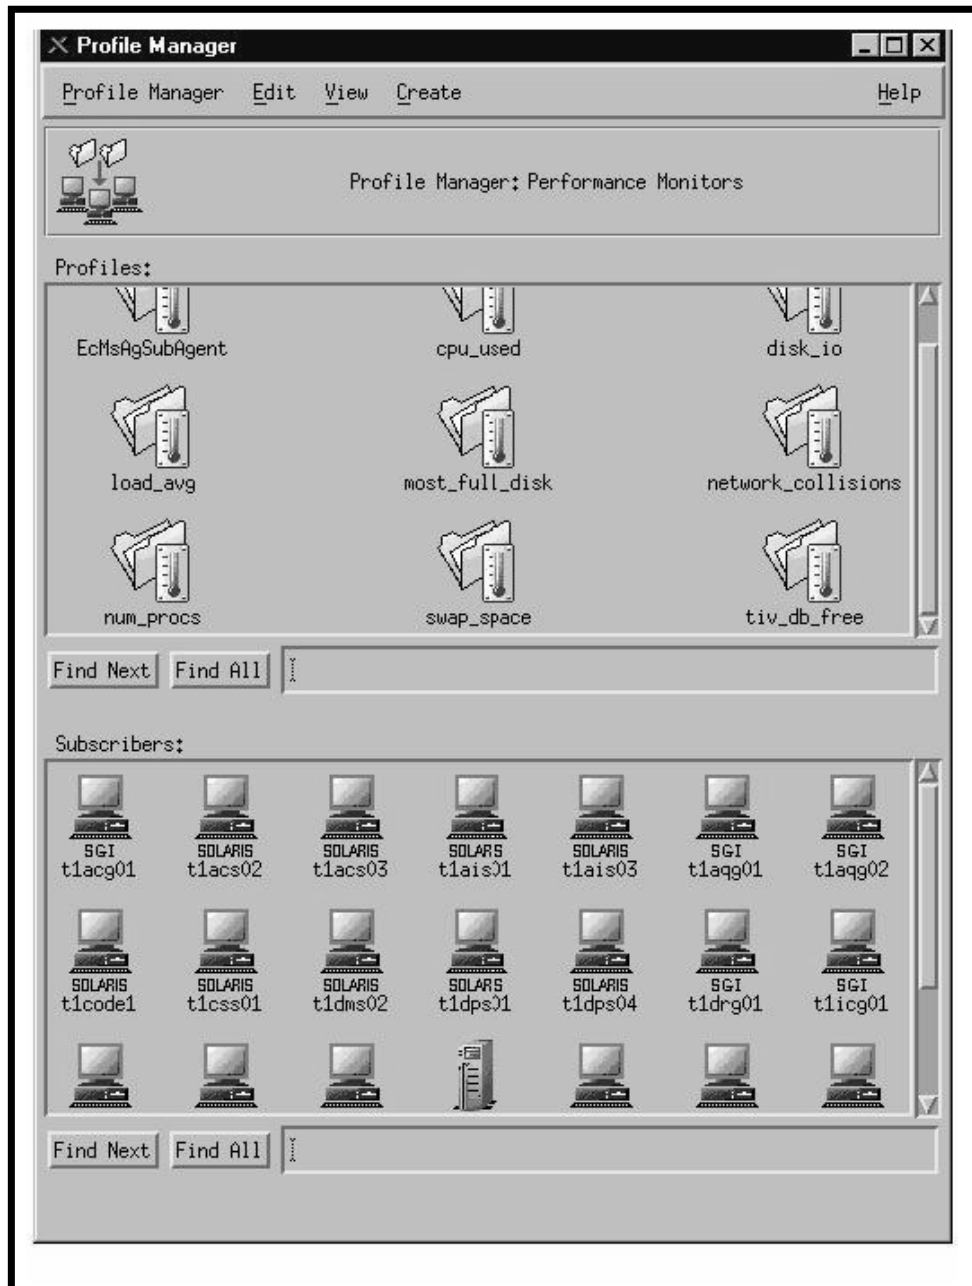 Profile Manager
Profile Manager Edit View Create Help
Profile Manager: Performance Monitors
Profiles:
EcMsAgSubAgent cpu_used disk_io
load_avg most_full_disk network_collisions
num_procs swap_space tiv_db_free
Find Next Find All
Subscribers:
SGI SOLARIS SOLARIS SOLARIS SOLARIS SGI SGI
t1acg01 t1acs02 t1acs03 t1ais01 t1ais03 t1aqg01 t1aqg02
SOLARIS SOLARIS SOLARIS SOLARIS SOLARIS SGI SGI
t1code1 t1css01 t1dms02 t1dps01 t1dps04 t1drg01 t1icg01
Find Next Find All